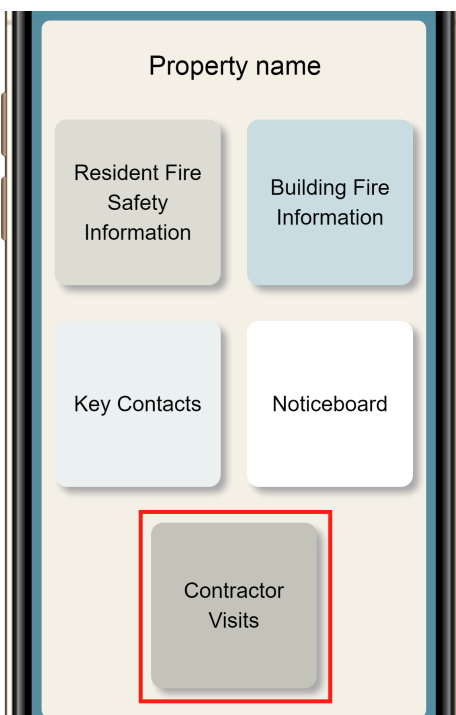 Property name
Resident Fire
Safety
Information
Building Fire
Information
Key Contacts
Noticeboard
Contractor
Visits